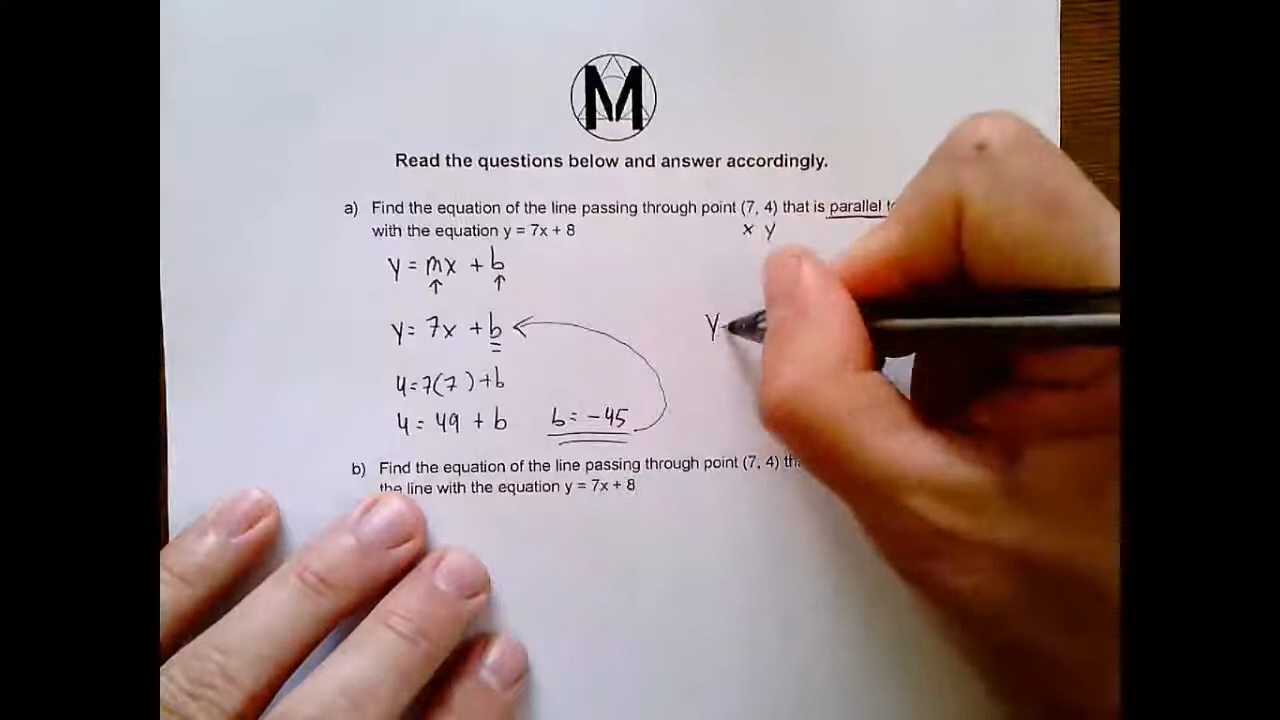 M
Read the questions below and answer accordingly.
a) Find the equation of the line passing through point (7, 4) that is parallel
with the equation y = 7x + 8
x y
y = mx + b
↑ ↑
y = 7x + b
y
4 = 7(7) + b
4 = 49 + b b = -45
b) Find the equation of the line passing through point (7, 4)
the line with the equation y = 7x + 8